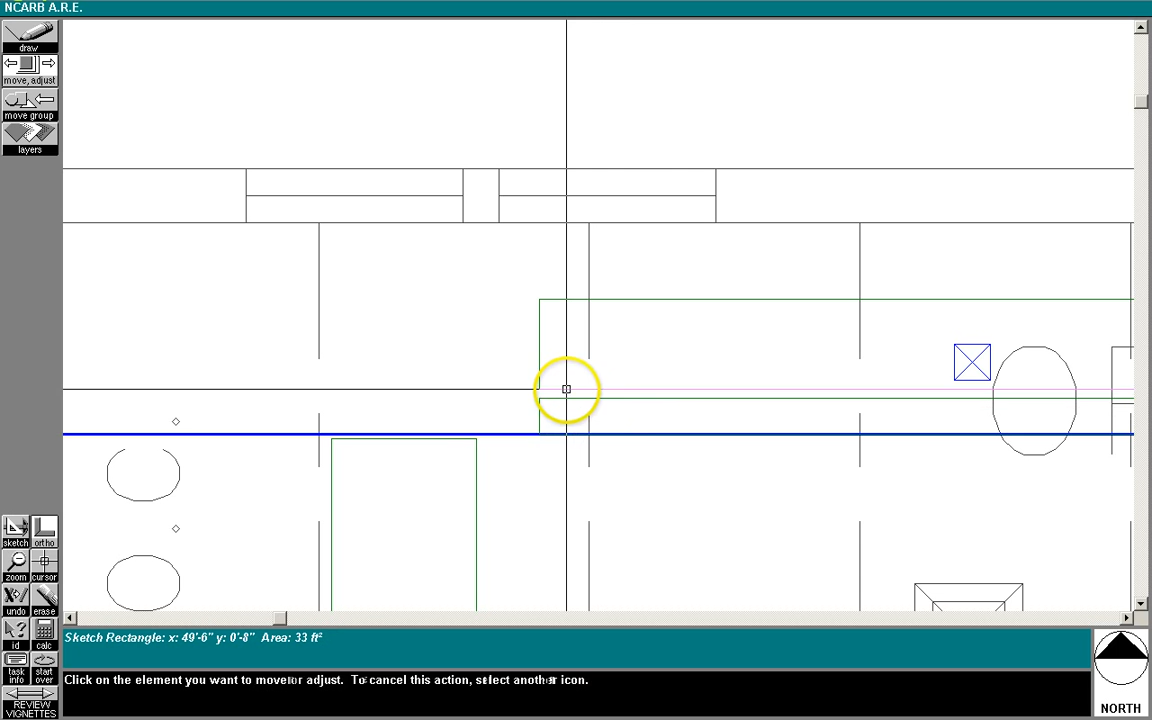 NCARB A.R.E.
draw
move, adjust
move group
layers
sketch
ortho
zoom
cursor
undo
erase
id
calc
task info
start over
REVIEW VIGNETTES
Sketch Rectangle: x: 49'-6" y: 0'-8" Area: 33 ft²
Click on the element you want to move or adjust. To cancel this action, select another icon.
NORTH